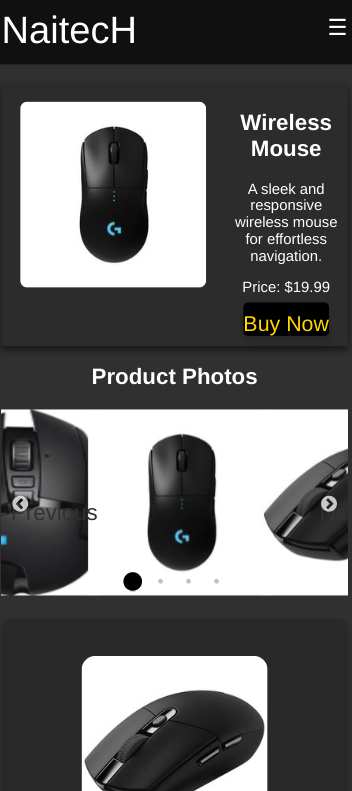 NaitecH
☰
Wireless
Mouse
A sleek and
responsive
wireless mouse
for effortless
navigation.
Price: $19.99
Buy Now
Product Photos
Previous